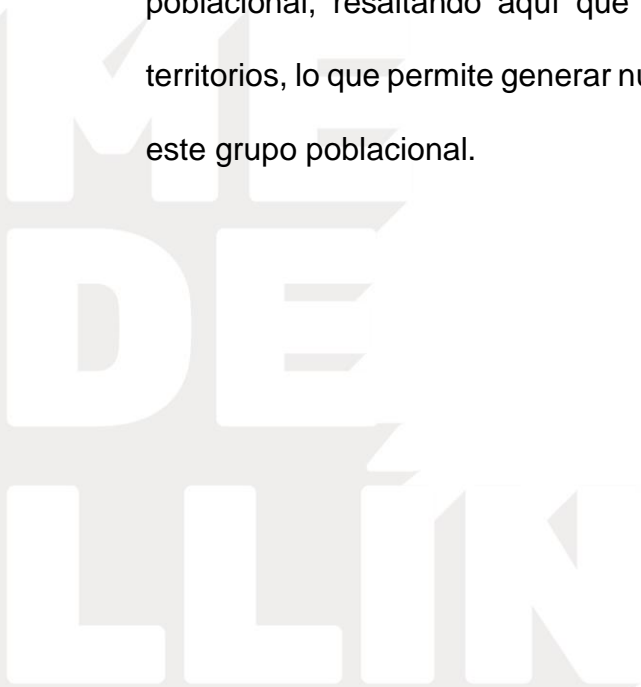 poblacional, resaltando aquí que
territorios, lo que permite generar
este grupo poblacional.
ME
DE
LLÍN